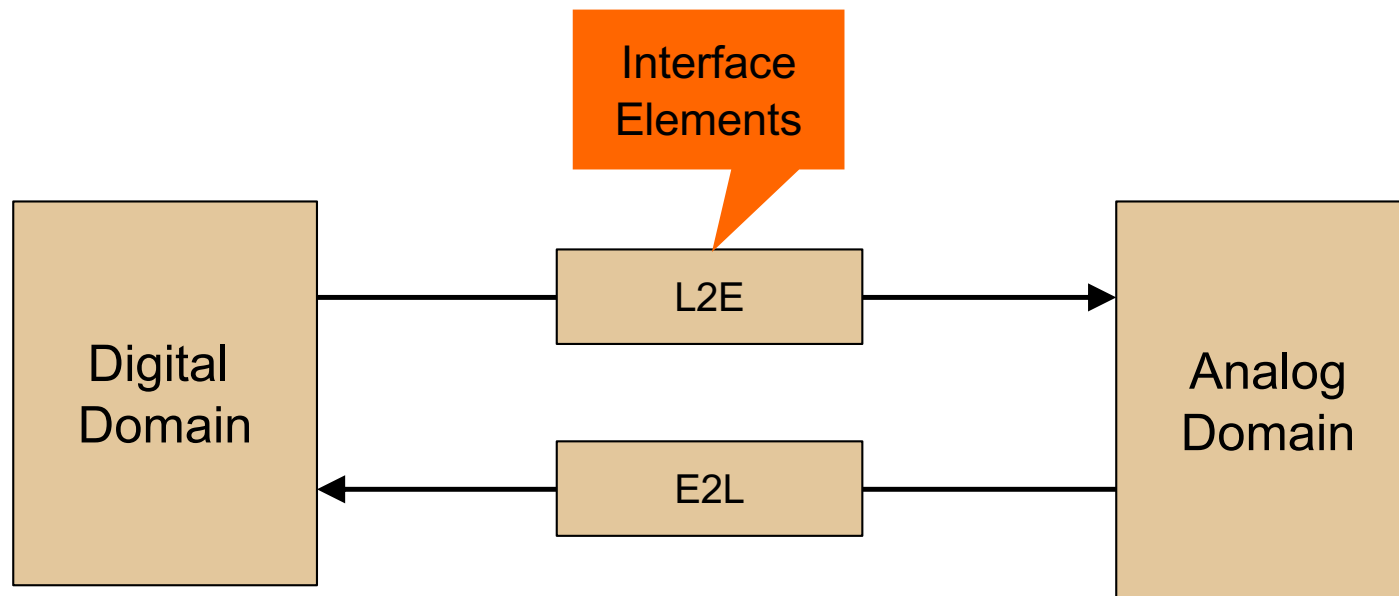 Interface
Elements
L2E
Digital
Domain
Analog
Domain
E2L